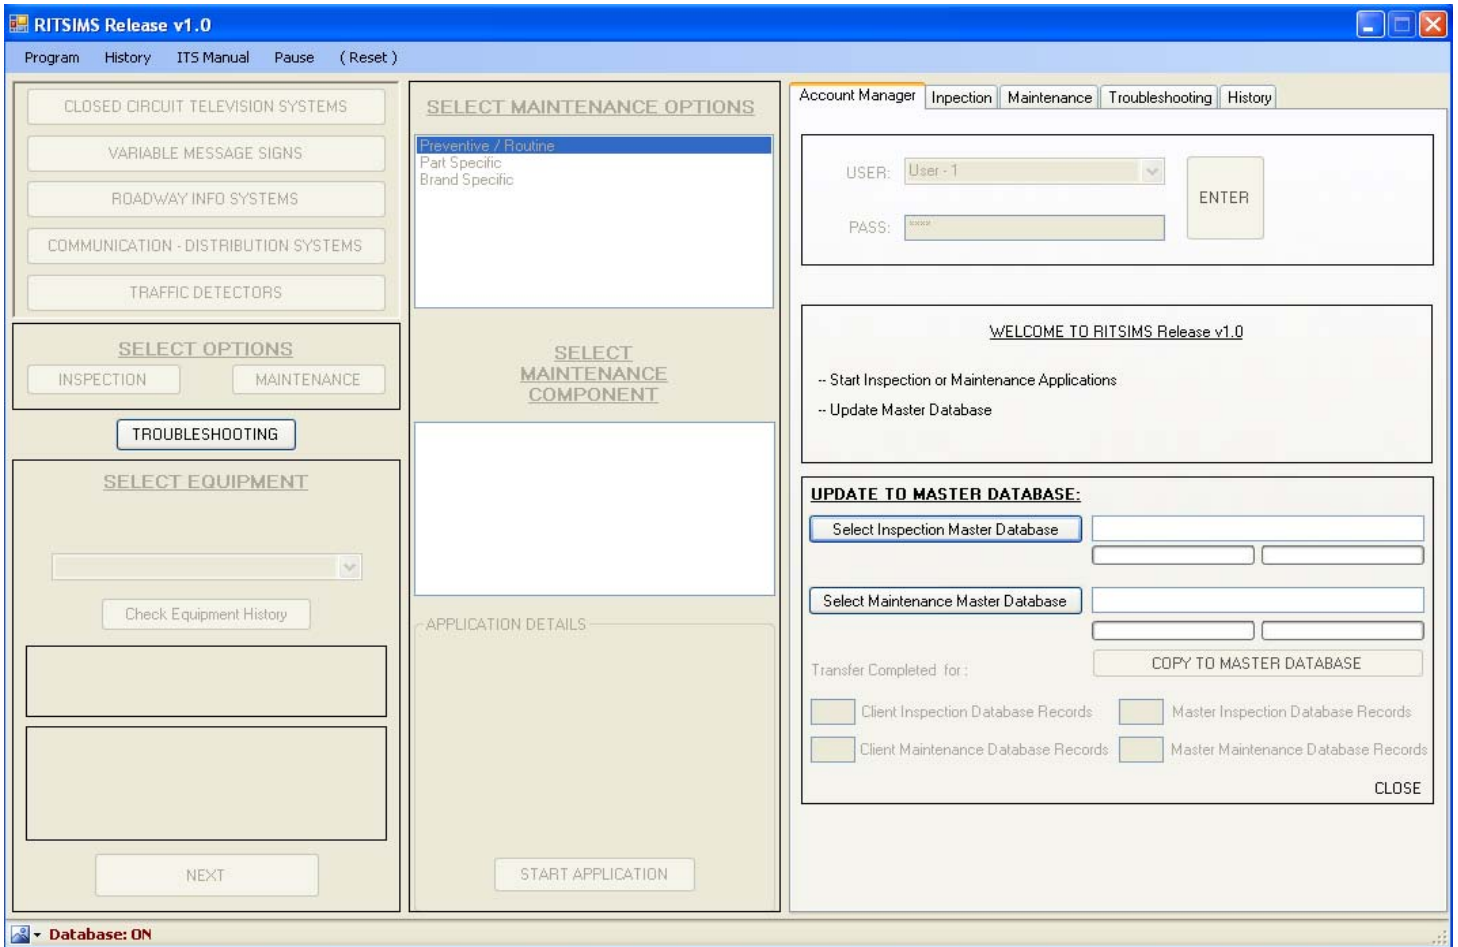 RITSIMS Release v1.0
Program History ITS Manual Pause ( Reset )
CLOSED CIRCUIT TELEVISION SYSTEMS
VARIABLE MESSAGE SIGNS
ROADWAY INFO SYSTEMS
COMMUNICATION - DISTRIBUTION SYSTEMS
TRAFFIC DETECTORS
SELECT OPTIONS
INSPECTION MAINTENANCE
TROUBLESHOOTING
SELECT EQUIPMENT
Check Equipment History
NEXT
SELECT MAINTENANCE OPTIONS
Preventive / Routine
Part Specific
Brand Specific
SELECT
MAINTENANCE
COMPONENT
APPLICATION DETAILS
START APPLICATION
Account Manager Inpection Maintenance Troubleshooting History
USER: User - 1
ENTER
PASS: ****
WELCOME TO RITSIMS Release v1.0
-- Start Inspection or Maintenance Applications
-- Update Master Database
UPDATE TO MASTER DATABASE:
Select Inspection Master Database
Select Maintenance Master Database
Transfer Completed for : COPY TO MASTER DATABASE
Client Inspection Database Records Master Inspection Database Records
Client Maintenance Database Records Master Maintenance Database Records
CLOSE
Database: ON